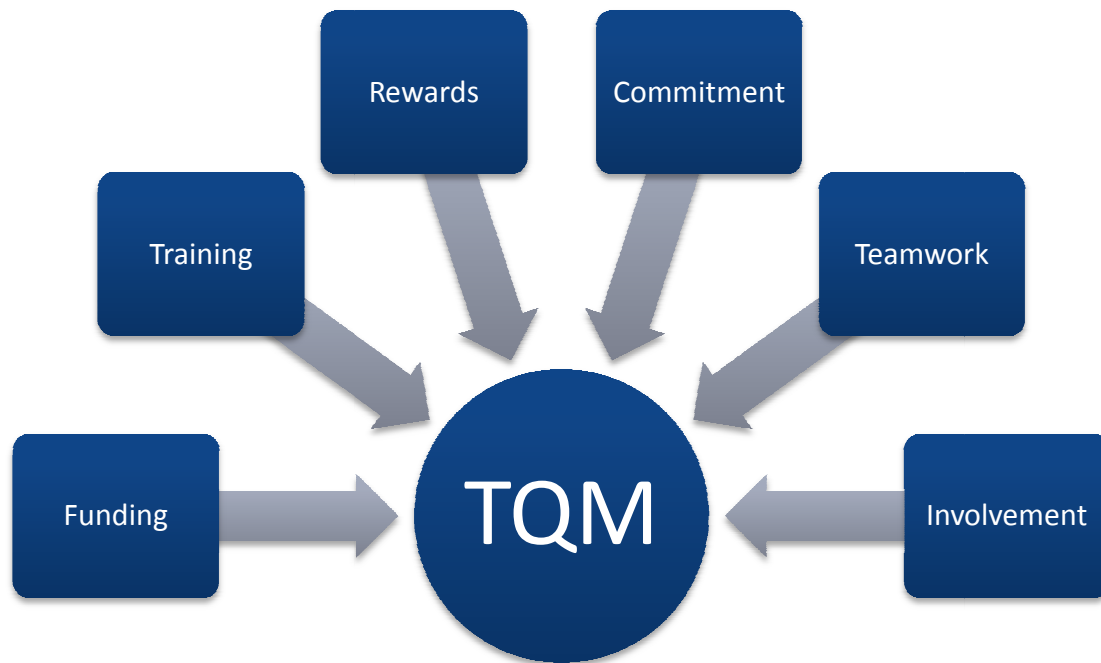 Rewards
Commitment
Training
Teamwork
Funding
TQM
Involvement